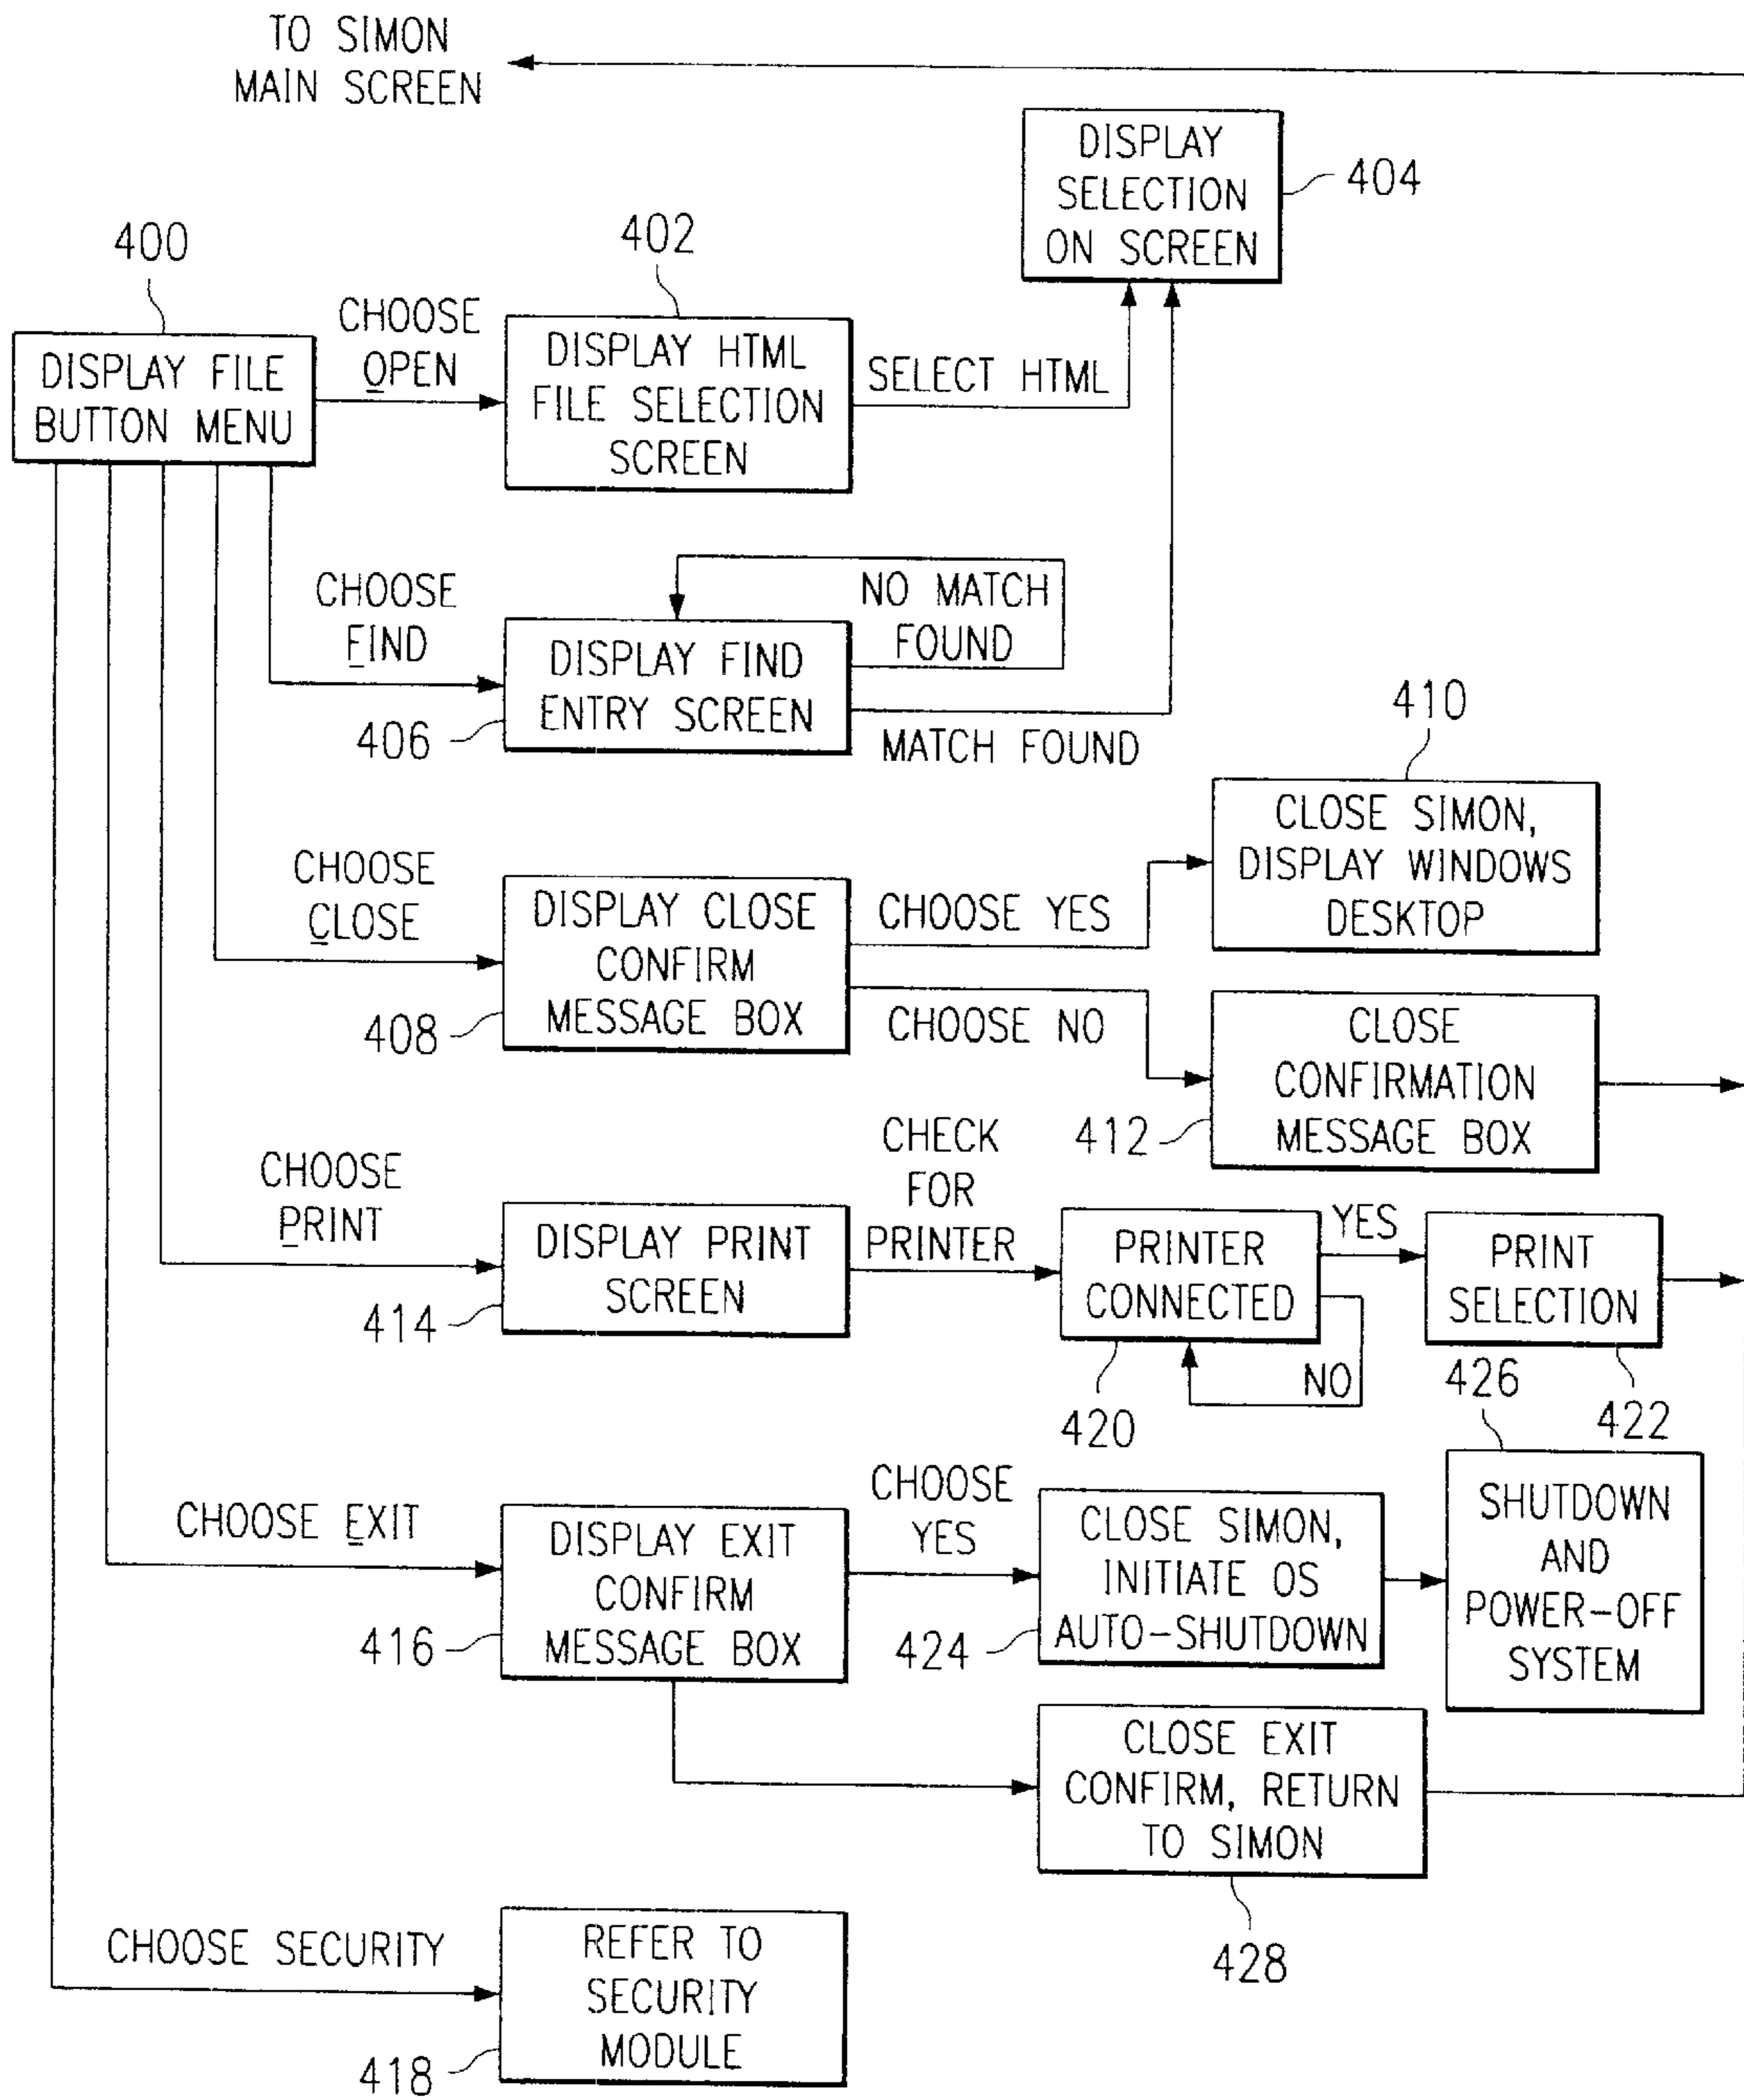 TO SIMON
MAIN SCREEN
DISPLAY
SELECTION
ON SCREEN
404
400
402
CHOOSE
OPEN
DISPLAY FILE
BUTTON MENU
DISPLAY HTML
FILE SELECTION
SCREEN
SELECT HTML
CHOOSE
FIND
NO MATCH
FOUND
DISPLAY FIND
ENTRY SCREEN
406
MATCH FOUND
410
CLOSE SIMON,
DISPLAY WINDOWS
DESKTOP
CHOOSE
CLOSE
DISPLAY CLOSE
CONFIRM
MESSAGE BOX
408
CHOOSE YES
CHOOSE NO
CLOSE
CONFIRMATION
MESSAGE BOX
412
CHOOSE
PRINT
DISPLAY PRINT
SCREEN
414
CHECK
FOR
PRINTER
PRINTER
CONNECTED
YES
NO
420
PRINT
SELECTION
422
426
CHOOSE EXIT
DISPLAY EXIT
CONFIRM
MESSAGE BOX
416
CHOOSE
YES
CLOSE SIMON,
INITIATE OS
AUTO-SHUTDOWN
424
SHUTDOWN
AND
POWER-OFF
SYSTEM
CLOSE EXIT
CONFIRM, RETURN
TO SIMON
428
CHOOSE SECURITY
REFER TO
SECURITY
MODULE
418